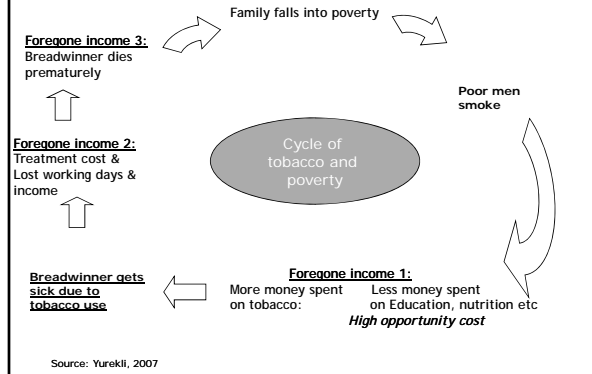 Family falls into poverty
Foregone income 3:
Breadwinner dies
prematurely
Poor men
smoke
Cycle of
tobacco and
poverty
Foregone income 2:
Treatment cost &
Lost working days &
income
Foregone income 1:
More money spent
on tobacco:
Less money spent
on Education, nutrition etc
High opportunity cost
Breadwinner gets
sick due to
tobacco use
Source: Yurekli, 2007